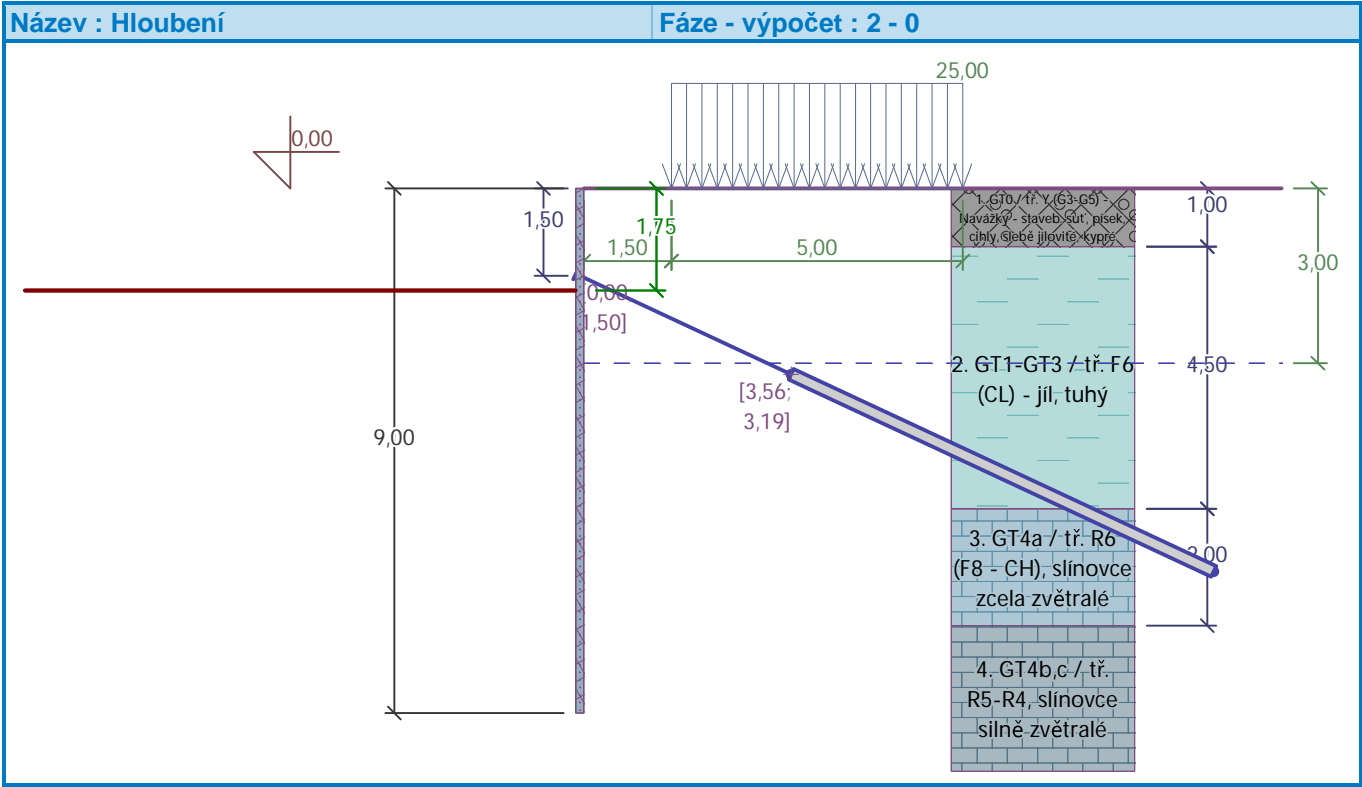 Název : Hloubení
Fáze - výpočet : 2 - 0
25,00
0,00
1. GT0 / tř. Y (G3-G5) -
Navážky - staveb. suť, písek,
cihly, slebě jílovité, kypré
1,00
1,50
1,75
1,50
5,00
3,00
[0,00;
1,50]
2. GT1-GT3 / tř. F6
(CL) - jíl, tuhý
4,50
[3,56;
3,19]
9,00
3. GT4a / tř. R6
(F8 - CH), slínovce
zcela zvětralé
2,00
4. GT4b,c / tř.
R5-R4, slínovce
silně zvětralé